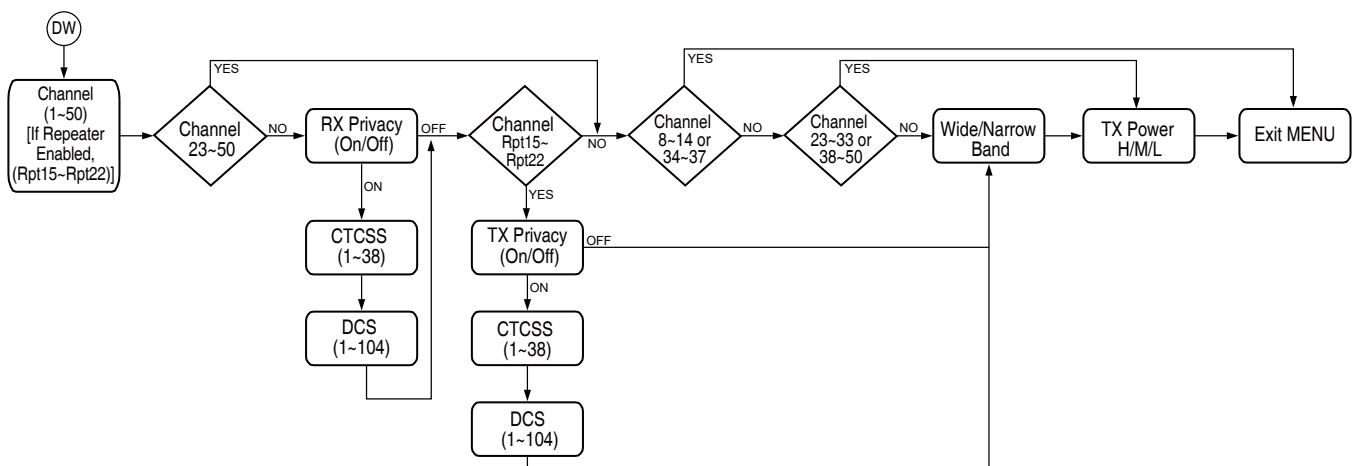 DW
Channel
(1~50)
[If Repeater
Enabled,
(Rpt15~Rpt22)]
YES
Channel
23~50
NO
RX Privacy
(On/Off)
OFF
ON
CTCSS
(1~38)
DCS
(1~104)
Channel
Rpt15~
Rpt22
NO
YES
TX Privacy
(On/Off)
OFF
ON
CTCSS
(1~38)
DCS
(1~104)
YES
Channel
8~14 or
34~37
NO
YES
Channel
23~33 or
38~50
NO
Wide/Narrow
Band
TX Power
H/M/L
Exit MENU